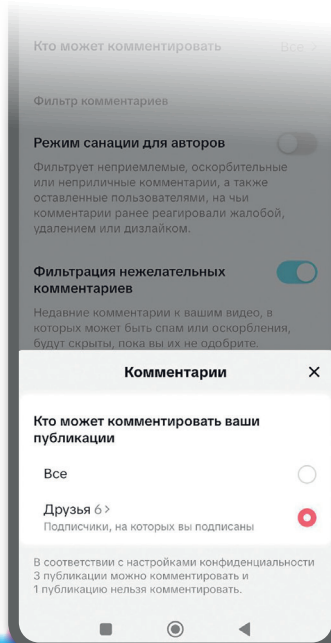 Кто может комментировать Все >
Фильтр комментариев
Режим санации для авторов
Фильтрует неприемлемые, оскорбительные
или неприличные комментарии, а также
оставленные пользователями, на чьи
комментарии ранее реагировали жалобой,
удалением или дизлайком.
Фильтрация нежелательных
комментариев
Недавние комментарии к вашим видео, в
которых может быть спам или оскорбления,
будут скрыты, пока вы их не одобрите.
Комментарии ×
Кто может комментировать ваши
публикации
Все
Друзья 6 >
Подписчики, на которых вы подписаны
В соответствии с настройками конфиденциальности
3 публикации можно комментировать и
1 публикацию нельзя комментировать.